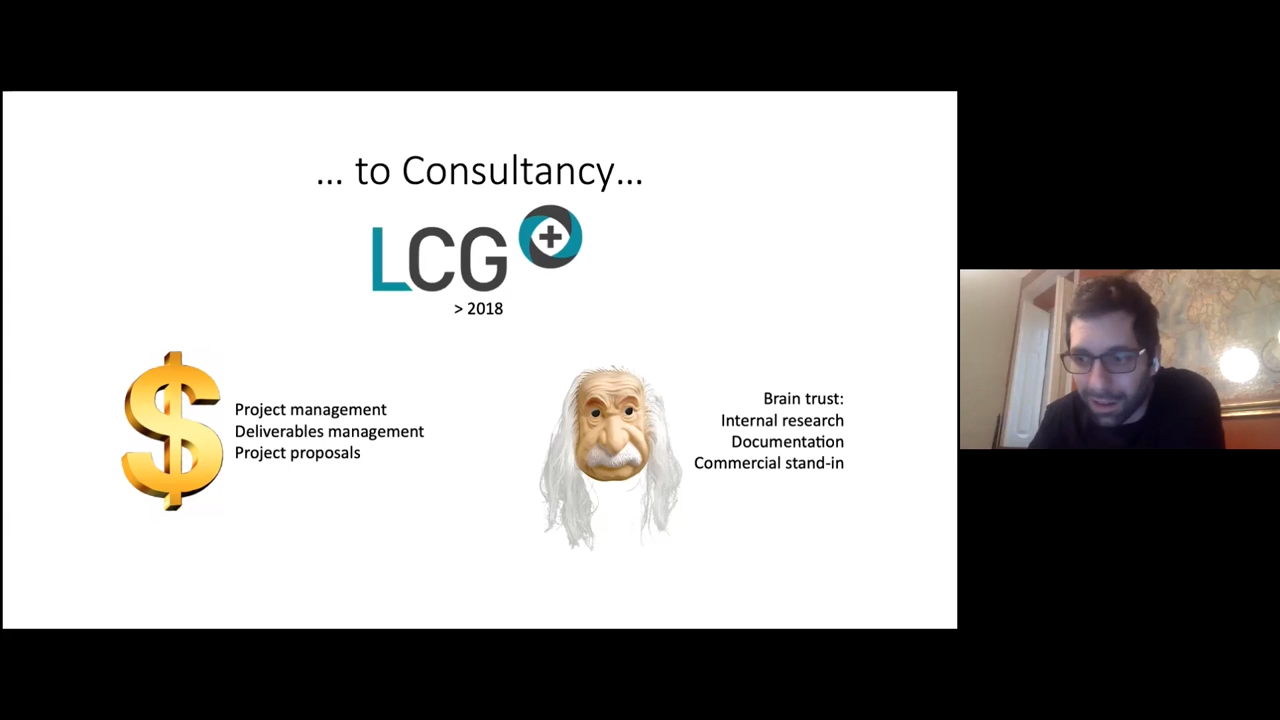 ... to Consultancy...
LCG
> 2018
Project management
Deliverables management
Project proposals
Brain trust:
Internal research
Documentation
Commercial stand-in